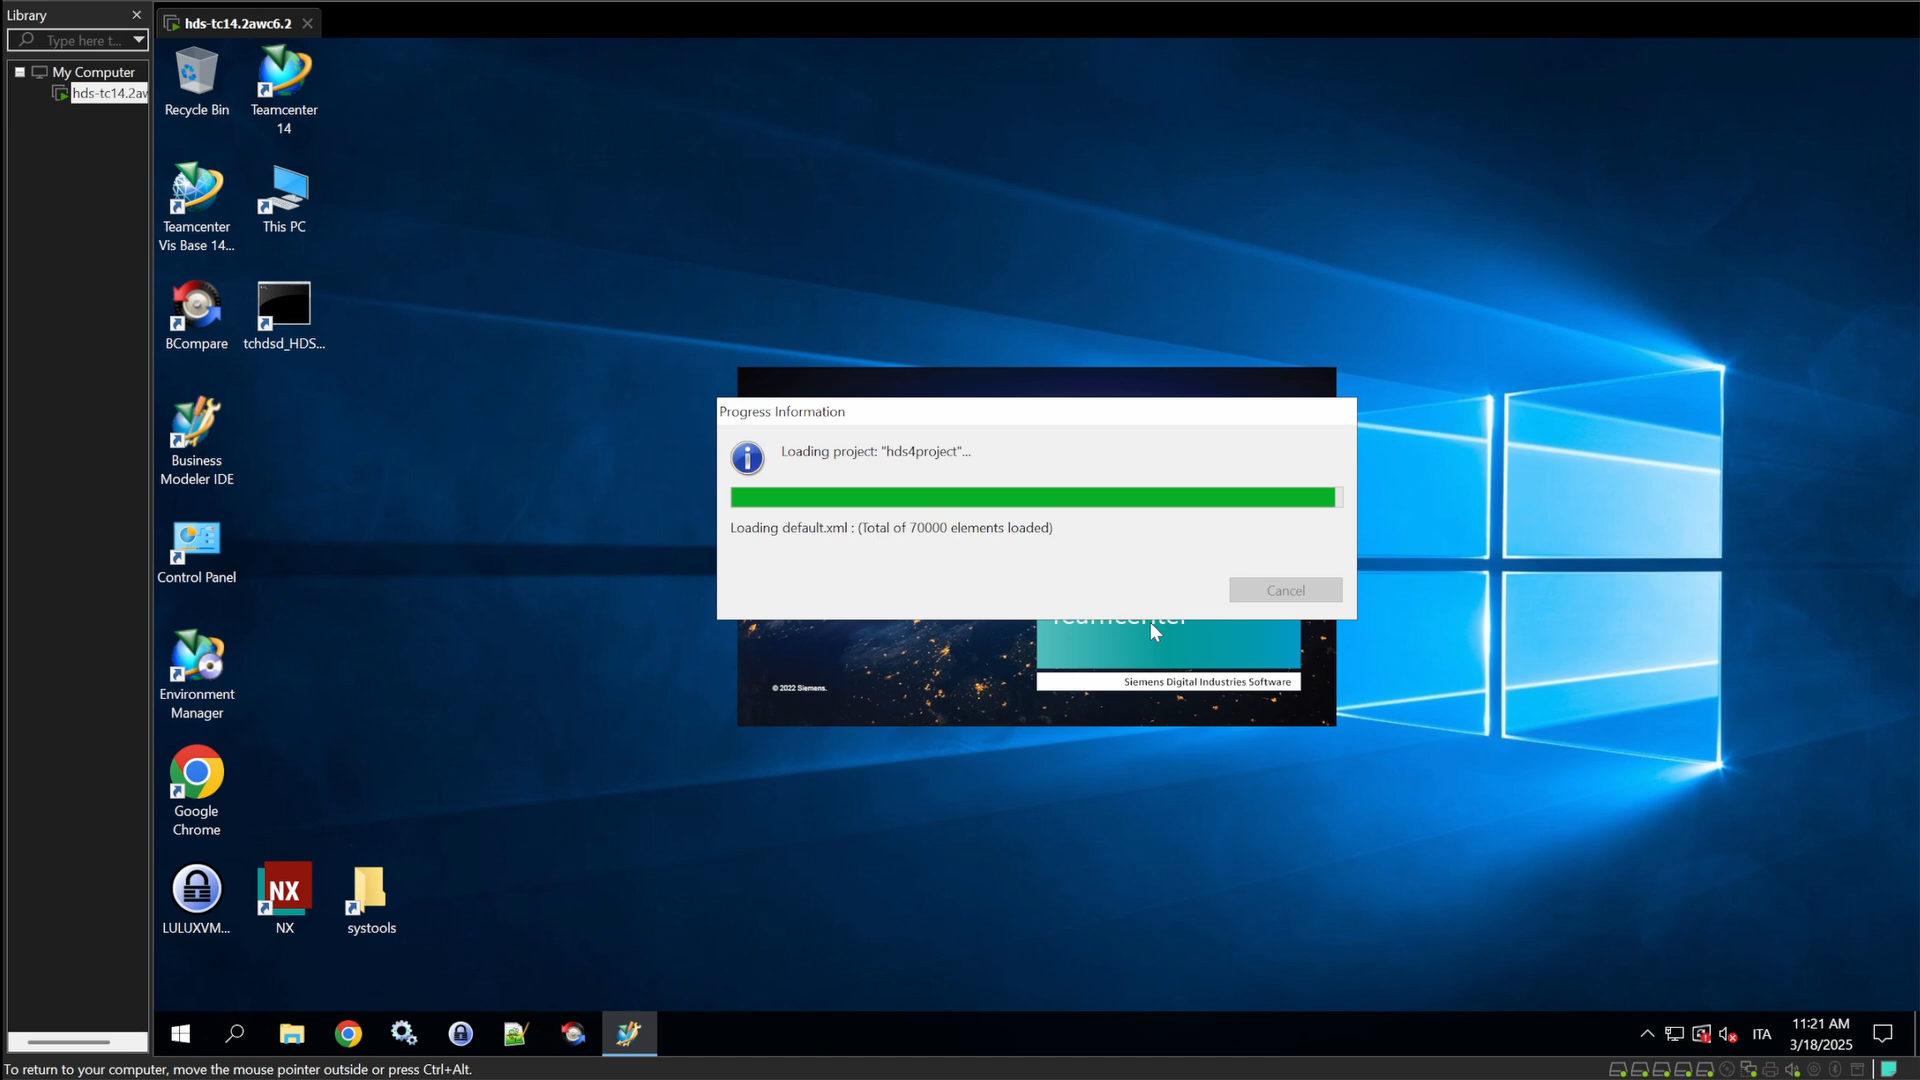 Library
Type here t...
My Computer
hds-tc14.2aw
hds-tc14.2awc6.2
Recycle Bin
Teamcenter
14
Teamcenter
Vis Base 14...
This PC
BCompare
tchdsd_HDS...
Business
Modeler IDE
Control Panel
Environment
Manager
Google
Chrome
LULUXVM...
NX
NX
systools
Progress Information
Loading project: "hds4project"...
Loading default.xml : (Total of 70000 elements loaded)
Cancel
Teamcenter
Siemens Digital Industries Software
© 2022 Siemens.
ITA
11:21 AM
3/18/2025
To return to your computer, move the mouse pointer outside or press Ctrl+Alt.